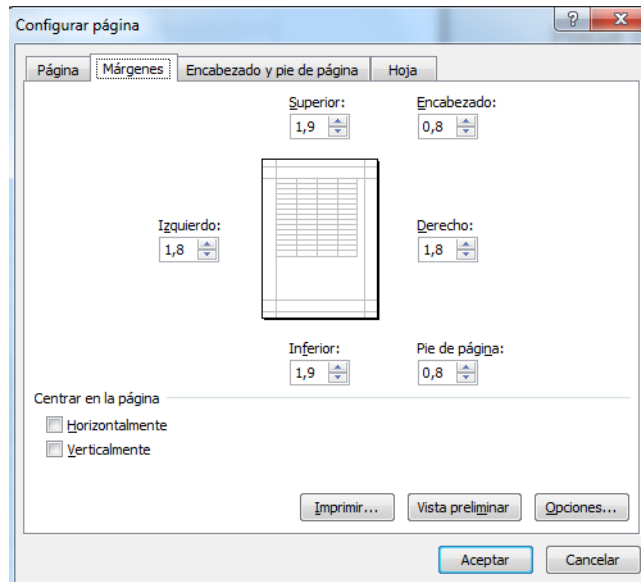 Configurar página
Página Márgenes Encabezado y pie de página Hoja
Superior: Encabezado:
1,9 0,8
Izquierdo: Derecho:
1,8 1,8
Inferior: Pie de página:
1,9 0,8
Centrar en la página
Horizontalmente
Verticalmente
Imprimir... Vista preliminar Opciones...
Aceptar Cancelar